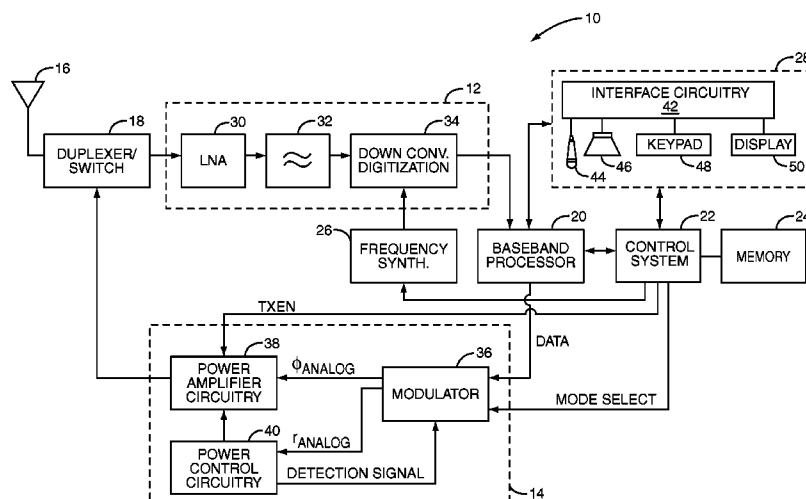 10
16
28
12
INTERFACE CIRCUITRY
42
18
30
32
34
DUPLEXER/
SWITCH
LNA
DOWN CONV.
DIGITIZATION
KEYPAD
DISPLAY
44
46
48
50
26
20
22
24
FREQUENCY
SYNTH.
BASEBAND
PROCESSOR
CONTROL
SYSTEM
MEMORY
TXEN
DATA
38
36
POWER
AMPLIFIER
CIRCUITRY
ϕANALOG
MODULATOR
MODE SELECT
40
rANALOG
POWER
CONTROL
CIRCUITRY
DETECTION SIGNAL
14